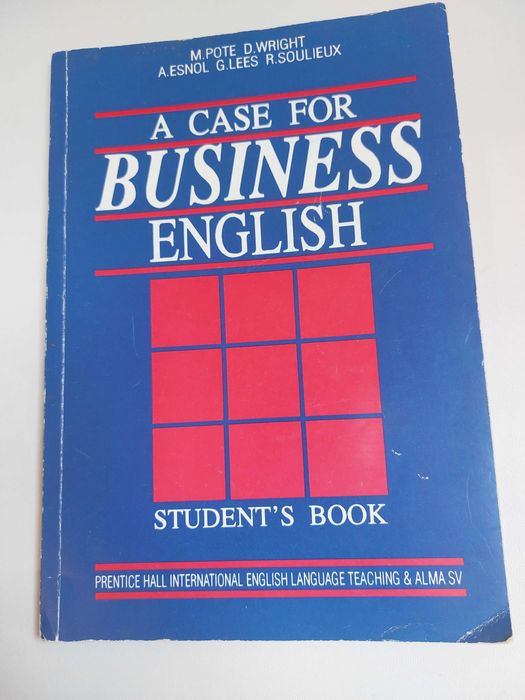 M.POTE D.WRIGHT
A.ESNOL G.LEES R.SOULIEUX
A CASE FOR
BUSINESS
ENGLISH
STUDENT'S BOOK
PRENTICE HALL INTERNATIONAL ENGLISH LANGUAGE TEACHING & ALMA SV